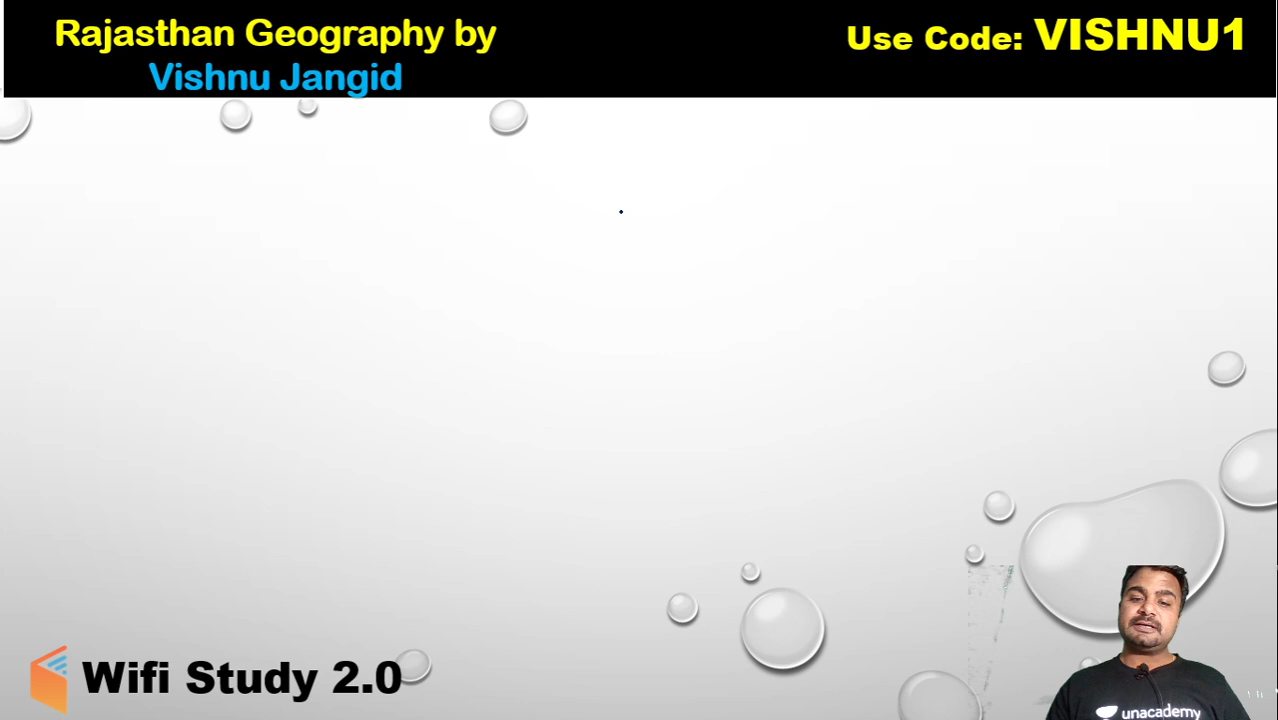 Rajasthan Geography by
Vishnu Jangid
Use Code: VISHNU1
Wifi Study 2.0
unacademy